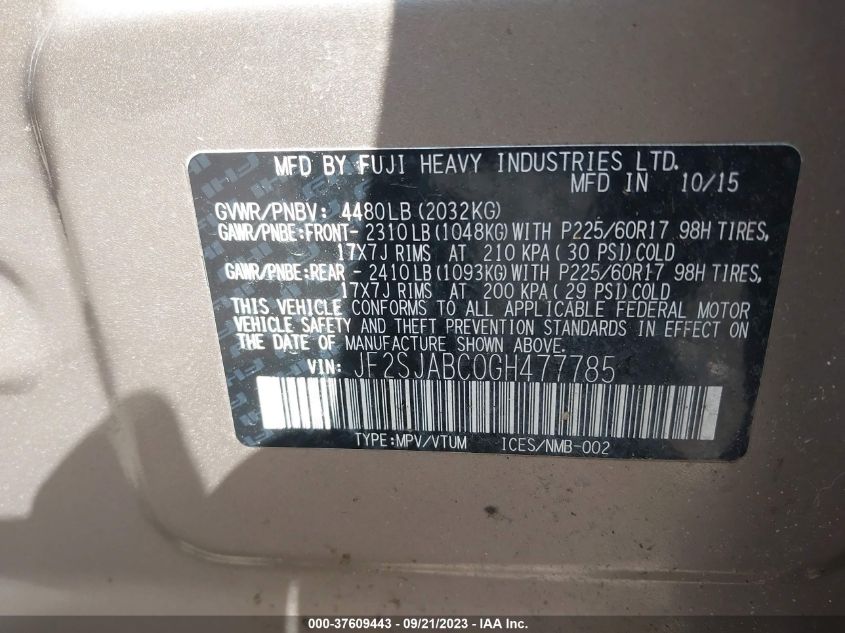 MFD BY FUJI HEAVY INDUSTRIES LTD.
MFD IN 10/15
GVWR/PNBV: 4480LB(2032KG)
GAWR/PNBE:FRONT- 2310LB(1048KG)WITH P225/60R17 98H TIRES,
17X7J RIMS AT 210 KPA(30 PSI)COLD
GAWR/PNBE:REAR - 2410LB(1093KG)WITH P225/60R17 98H TIRES,
17X7J RIMS AT 200 KPA(29 PSI)COLD
THIS VEHICLE CONFORMS TO ALL APPLICABLE FEDERAL MOTOR
VEHICLE SAFETY AND THEFT PREVENTION STANDARDS IN EFFECT ON
THE DATE OF MANUFACTURE SHOWN ABOVE.
VIN: JF2SJABC0GH477785
TYPE:MPV/VTUM ICES/NMB-002
000-37609443 - 09/21/2023 - IAA Inc.